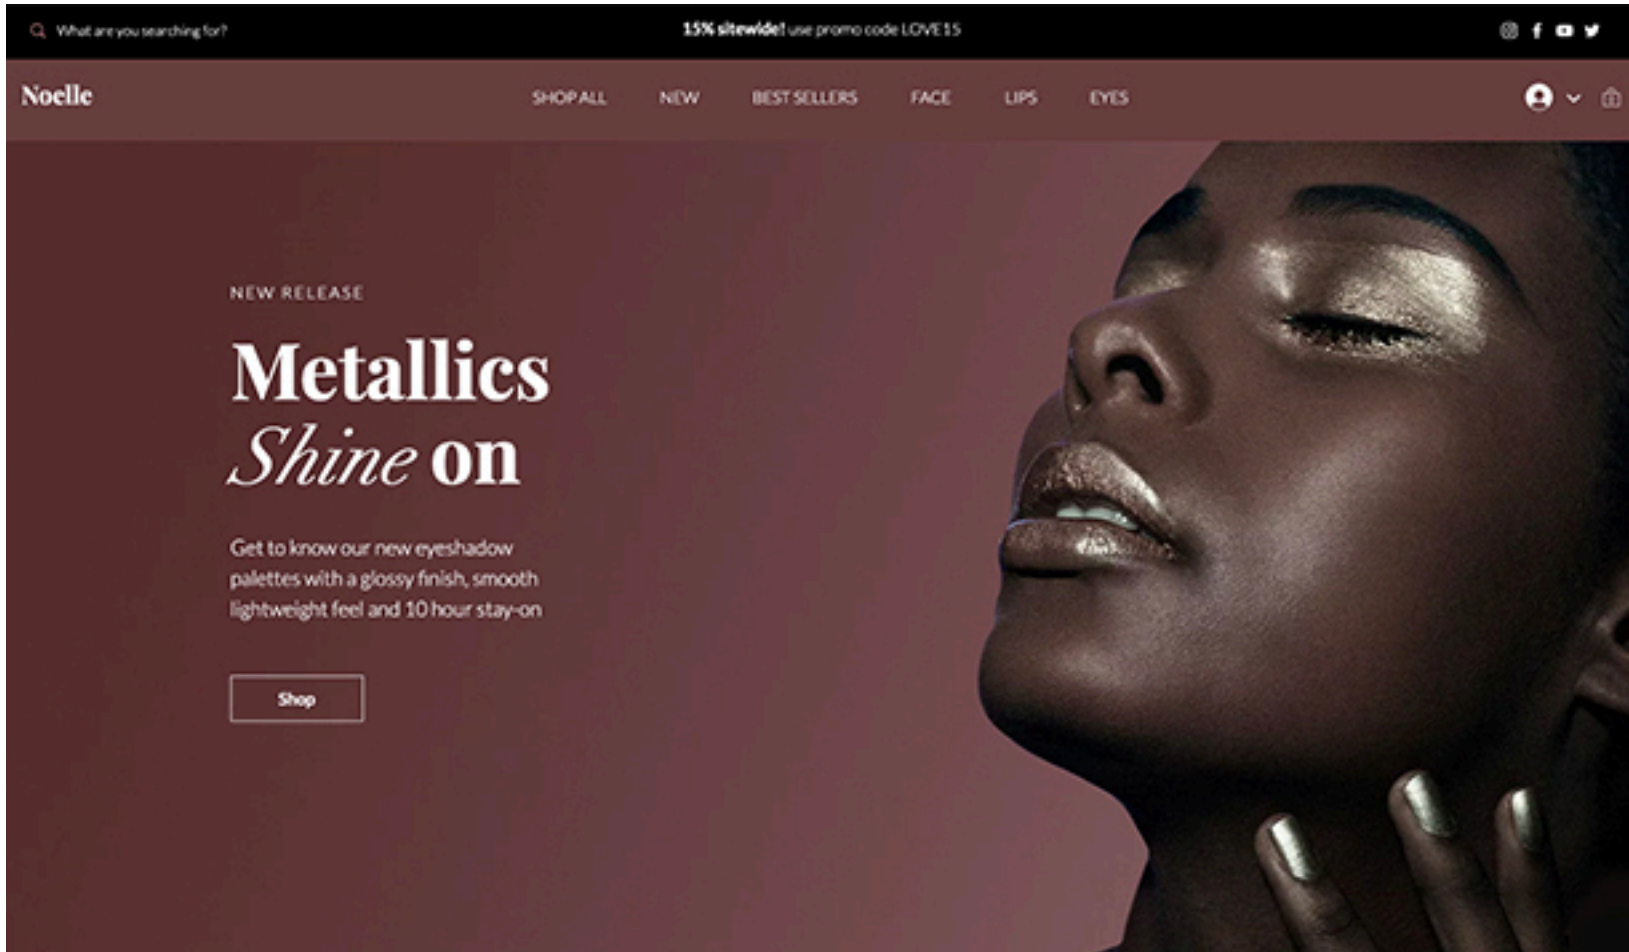 What are you searching for?
15% sitewide! use promo code LOVE15
Noelle
SHOP ALL
NEW
BEST SELLERS
FACE
LIPS
EYES
NEW RELEASE
Metallics
Shine on
Get to know our new eyeshadow
palettes with a glossy finish, smooth
lightweight feel and 10 hour stay-on
Shop